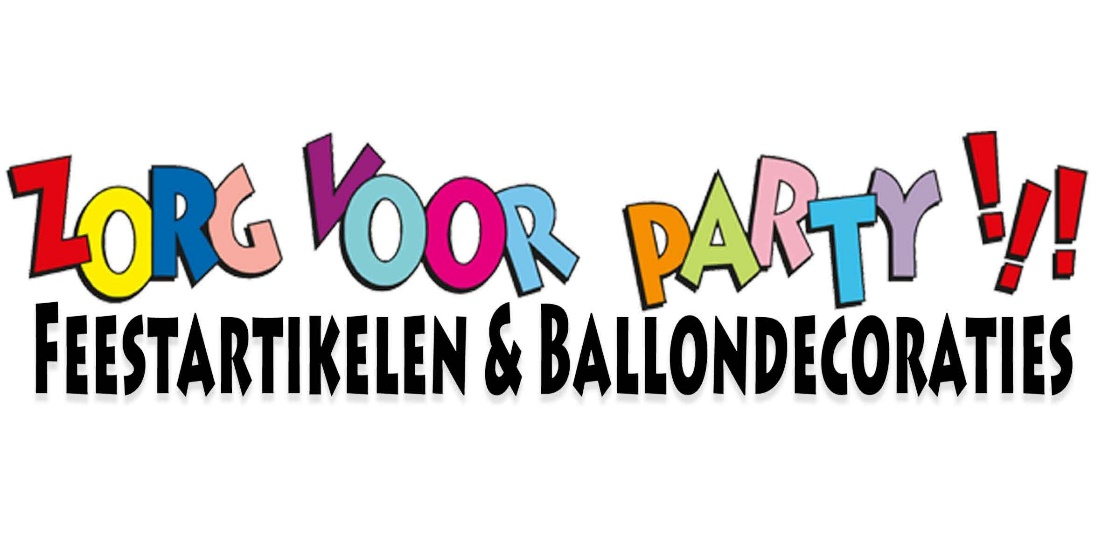 ZORG VOOR PARTY !!!
FEESTARTIKELEN & BALLONDECORATIES